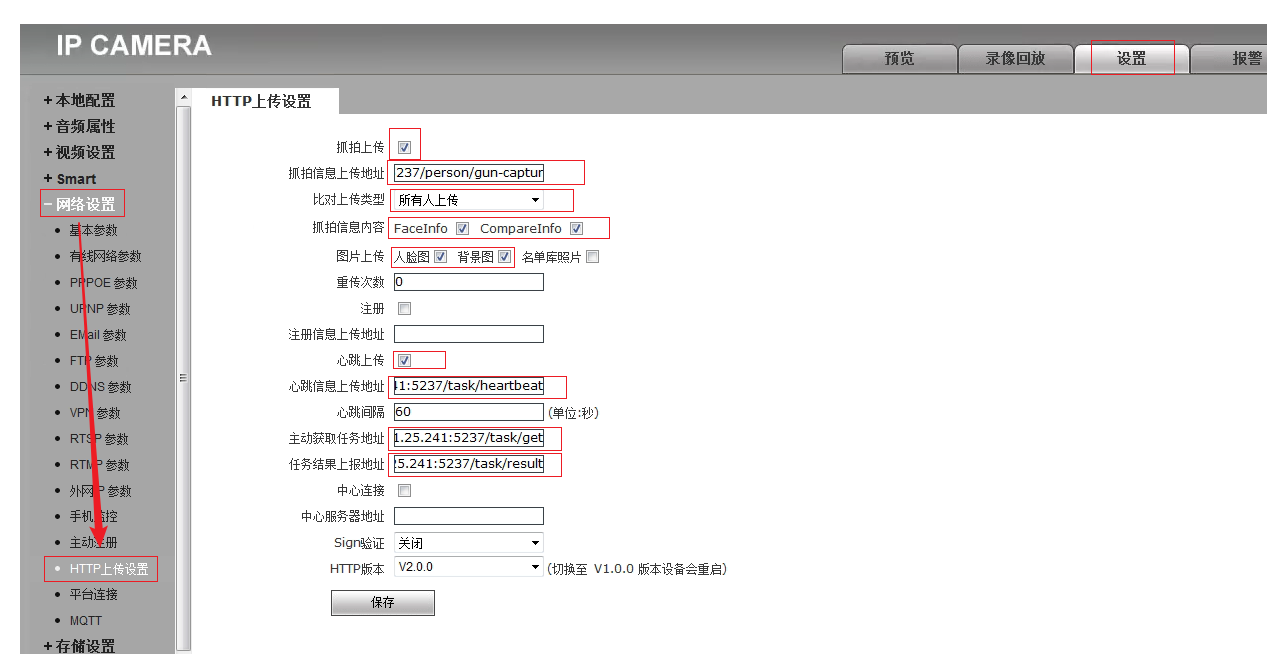 IP CAMERA
预览
录像回放
设置
报警
+ 本地配置
+ 音频属性
+ 视频设置
+ Smart
- 网络设置
• 基本参数
• 有线网络参数
• PPPOE 参数
• UPNP 参数
• EMail 参数
• FTP 参数
• DDNS 参数
• VPN 参数
• RTSP 参数
• RTMP 参数
• 外网IP 参数
• 手机监控
• 主动注册
• HTTP上传设置
• 平台连接
• MQTT
+ 存储设置
HTTP上传设置
抓拍上传
抓拍信息上传地址 237/person/gun-captur
比对上传类型 所有人上传
抓拍信息内容 FaceInfo CompareInfo
图片上传 人脸图 背景图 名单库照片
重传次数 0
注册
注册信息上传地址
心跳上传
心跳信息上传地址 41:5237/task/heartbeat
心跳间隔 60 (单位:秒)
主动获取任务地址 1.25.241:5237/task/get
任务结果上报地址 25.241:5237/task/result
中心连接
中心服务器地址
Sign验证 关闭
HTTP版本 V2.0.0 (切换至 V1.0.0 版本设备会重启)
保存